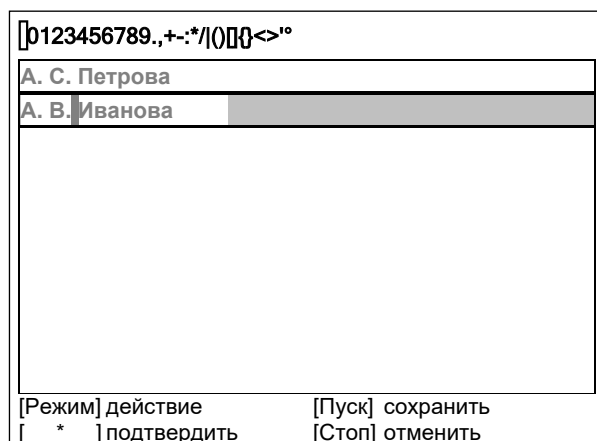 0123456789.,+-:*/|()[]{}<>'°
А. С. Петрова
А. В. Иванова
[Режим] действие [Пуск] сохранить
[ * ] подтвердить [Стоп] отменить